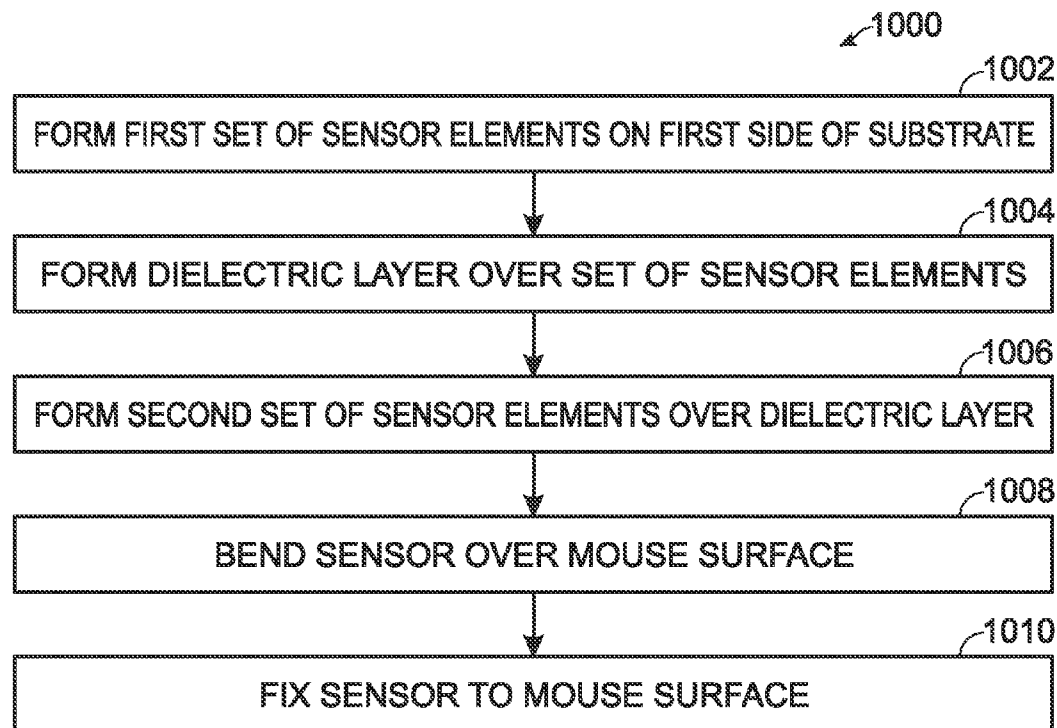 1000
1002
FORM FIRST SET OF SENSOR ELEMENTS ON FIRST SIDE OF SUBSTRATE
1004
FORM DIELECTRIC LAYER OVER SET OF SENSOR ELEMENTS
1006
FORM SECOND SET OF SENSOR ELEMENTS OVER DIELECTRIC LAYER
1008
BEND SENSOR OVER MOUSE SURFACE
1010
FIX SENSOR TO MOUSE SURFACE